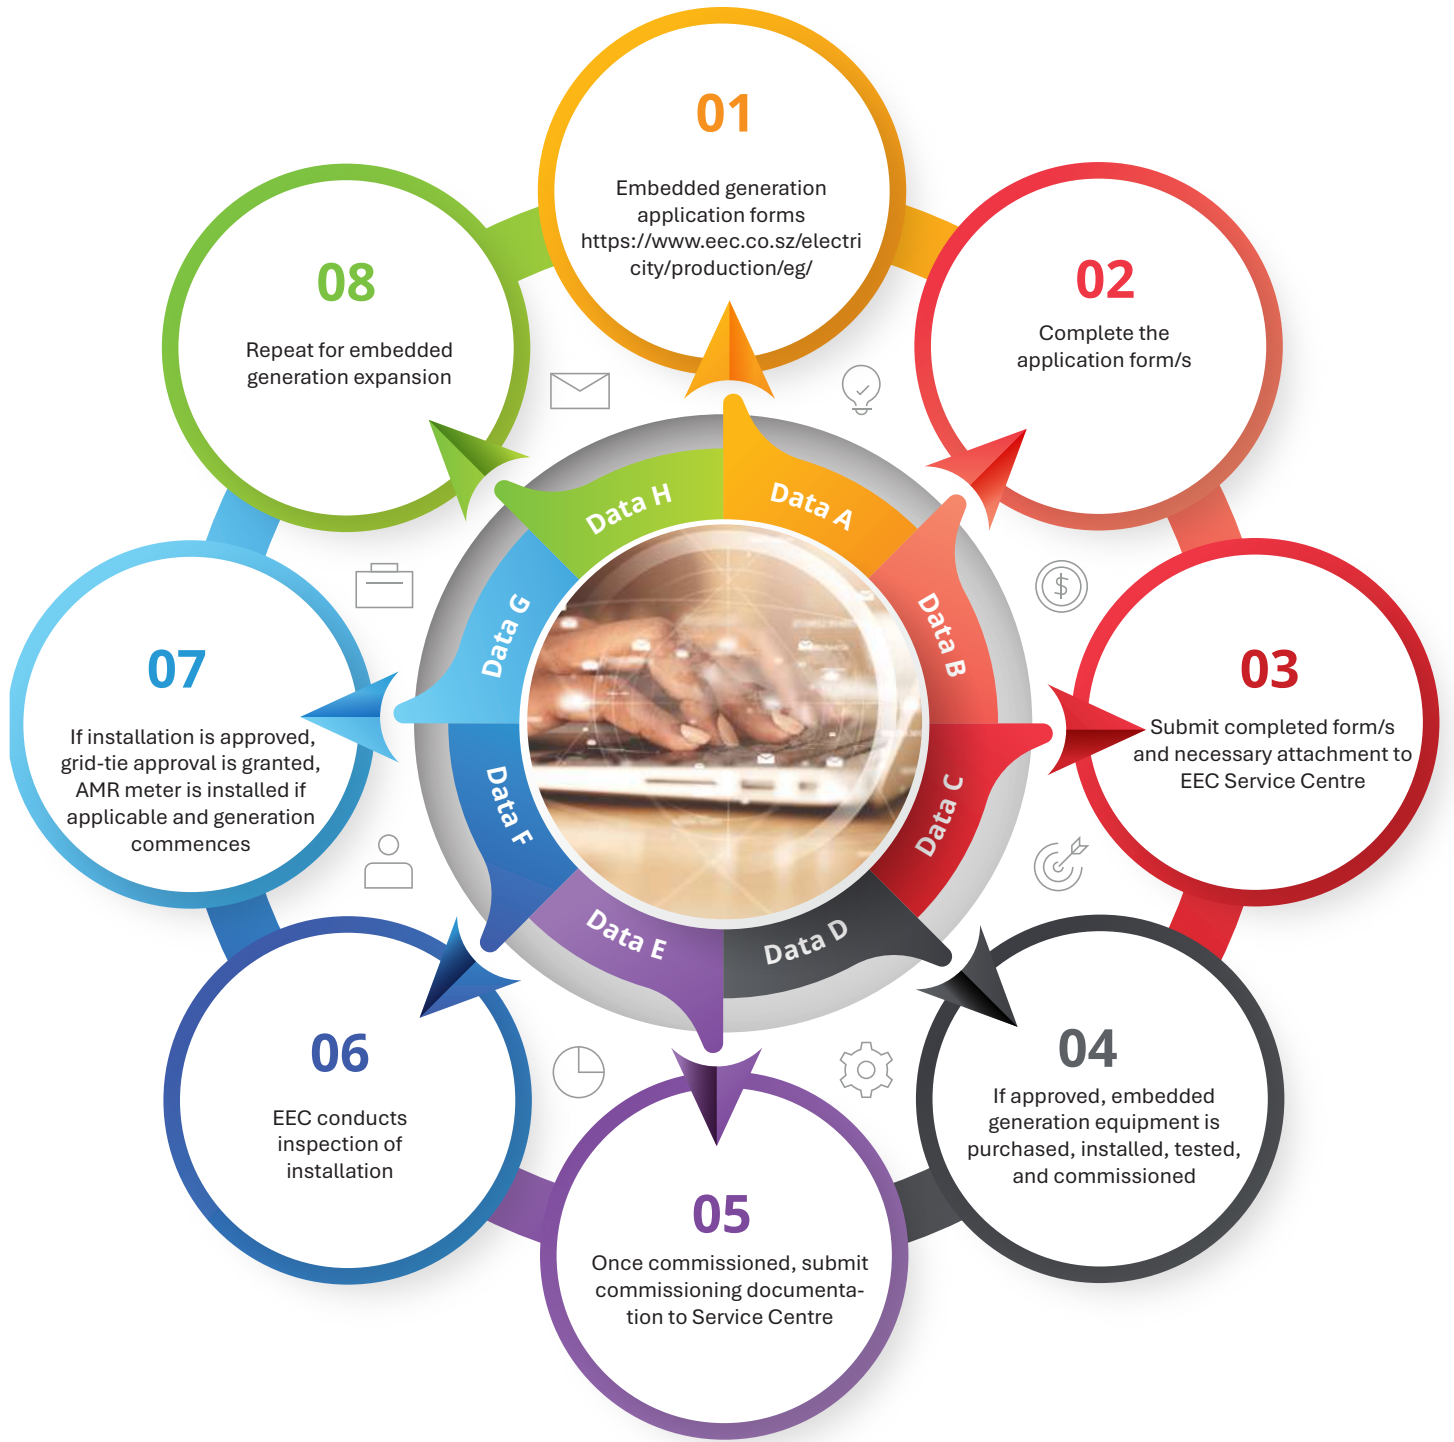 01
Embedded generation
application forms
https://www.eec.co.sz/electri
city/production/eg/
02
Complete the
application form/s
03
Submit completed form/s
and necessary attachment to
EEC Service Centre
04
If approved, embedded
generation equipment is
purchased, installed, tested,
and commissioned
05
Once commissioned, submit
commissioning documenta-
tion to Service Centre
06
EEC conducts
inspection of
installation
07
If installation is approved,
grid-tie approval is granted,
AMR meter is installed if
applicable and generation
commences
08
Repeat for embedded
generation expansion
Data A
Data B
Data C
Data D
Data E
Data F
Data G
Data H
$